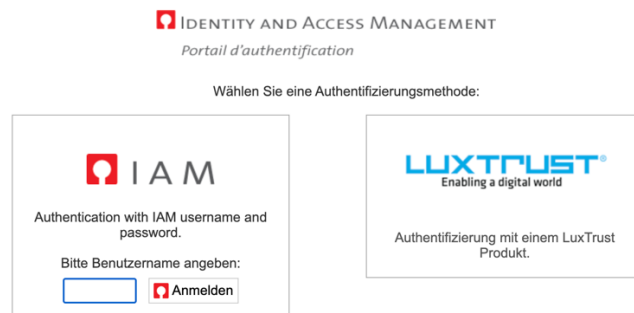 IDENTITY AND ACCESS MANAGEMENT
Portail d'authentification
Wählen Sie eine Authentifizierungsmethode:
IAM
Authentication with IAM username and
password.
Bitte Benutzername angeben:
Anmelden
LUXTRUST®
Enabling a digital world
Authentifizierung mit einem LuxTrust
Produkt.